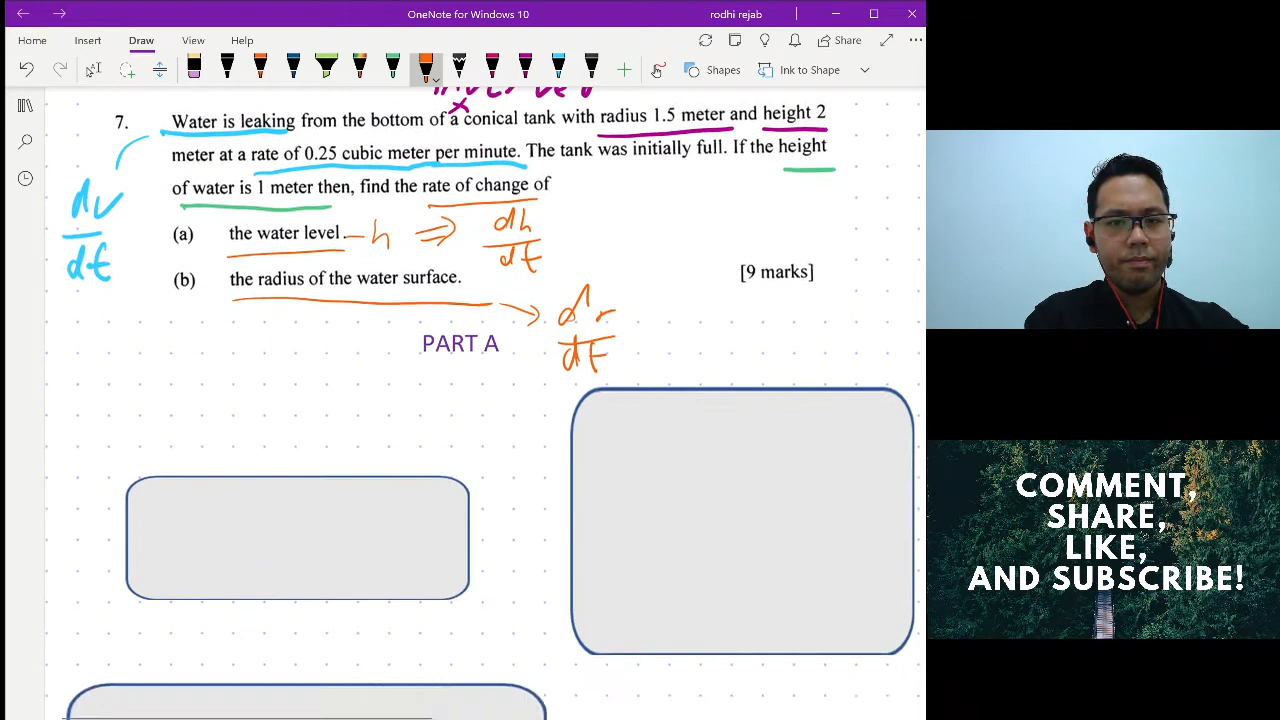 OneNote for Windows 10
rodhi rejab
Home Insert Draw View Help
Share
Shapes
Ink to Shape
inverted
7. Water is leaking from the bottom of a conical tank with radius 1.5 meter and height 2
meter at a rate of 0.25 cubic meter per minute. The tank was initially full. If the height
of water is 1 meter then, find the rate of change of
dv
dt
(a) the water level. h ⇒ dh
dt
(b) the radius of the water surface. → dr
dt
[9 marks]
PART A
COMMENT,
SHARE,
LIKE,
AND SUBSCRIBE!